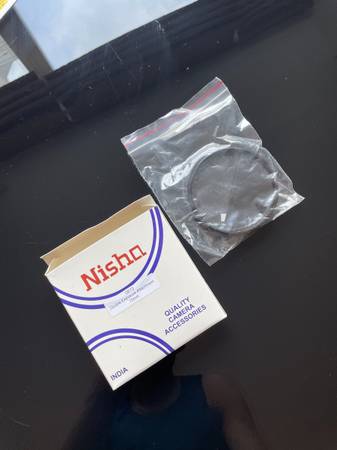 Nisha
QUALITY
CAMERA
ACCESSORIES
INDIA